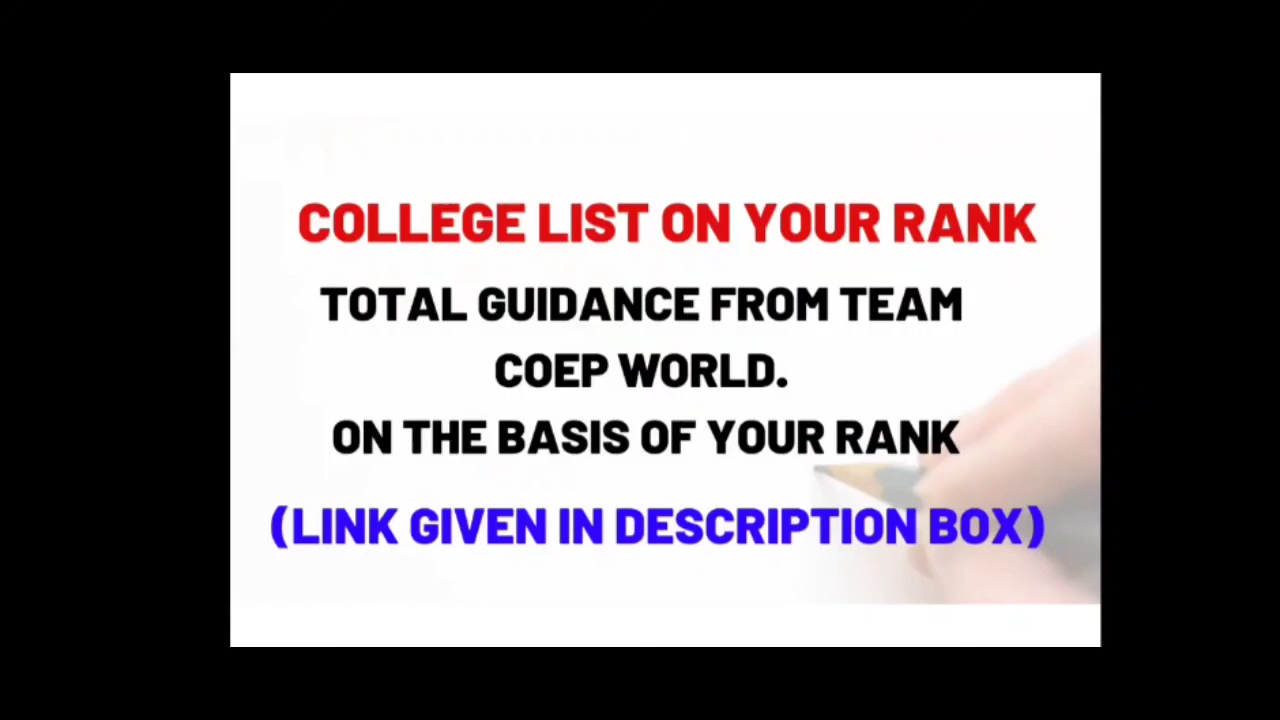 COLLEGE LIST ON YOUR RANK
TOTAL GUIDANCE FROM TEAM
COEP WORLD.
ON THE BASIS OF YOUR RANK
(LINK GIVEN IN DESCRIPTION BOX)